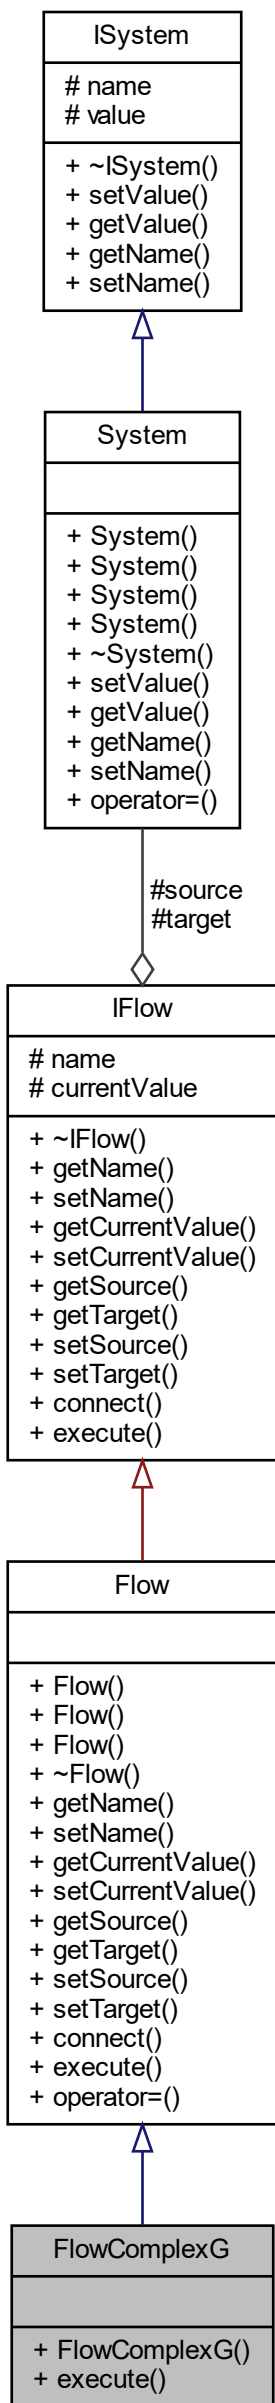 ISystem
# name
# value
+ ~ISystem()
+ setValue()
+ getValue()
+ getName()
+ setName()
System
+ System()
+ System()
+ System()
+ System()
+ ~System()
+ setValue()
+ getValue()
+ getName()
+ setName()
+ operator=()
#source
#target
IFlow
# name
# currentValue
+ ~IFlow()
+ getName()
+ setName()
+ getCurrentValue()
+ setCurrentValue()
+ getSource()
+ getTarget()
+ setSource()
+ setTarget()
+ connect()
+ execute()
Flow
+ Flow()
+ Flow()
+ Flow()
+ ~Flow()
+ getName()
+ setName()
+ getCurrentValue()
+ setCurrentValue()
+ getSource()
+ getTarget()
+ setSource()
+ setTarget()
+ connect()
+ execute()
+ operator=()
FlowComplexG
+ FlowComplexG()
+ execute()